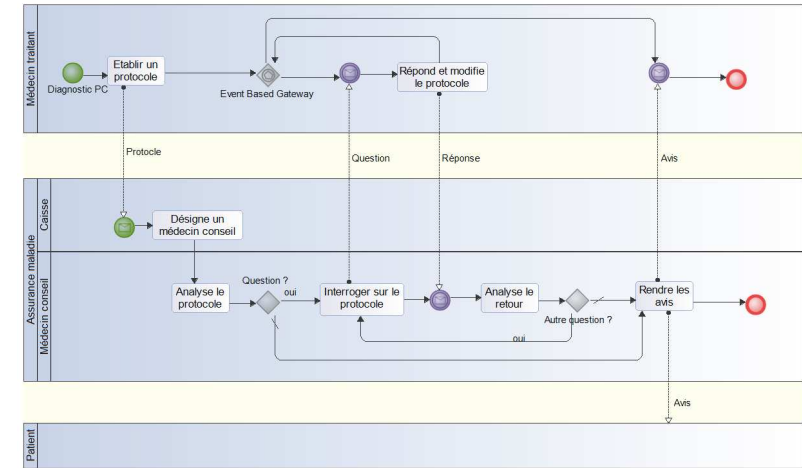 Médecin traitant
Diagnostic PC
Etablir un
protocole
Event Based Gateway
Répond et modifie
le protocole
Protocle
Question
Réponse
Avis
Assurance maladie
Caisse
Désigne un
médecin conseil
Médecin conseil
Analyse le
protocole
Question ?
oui
Interroger sur le
protocole
Analyse le
retour
Autre question ?
oui
Rendre les
avis
Avis
Patient